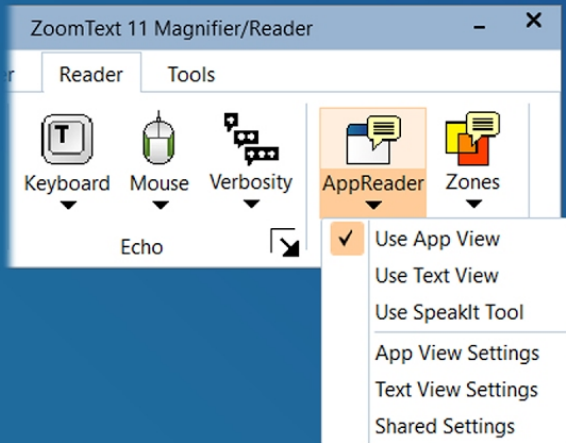 ZoomText 11 Magnifier/Reader
Reader Tools
T
Keyboard Mouse Verbosity AppReader Zones
Echo
Use App View
Use Text View
Use SpeakIt Tool
App View Settings
Text View Settings
Shared Settings